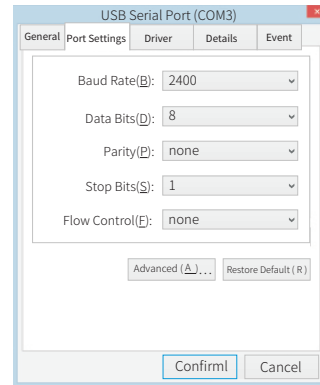 USB Serial Port (COM3)
×
General Port Settings Driver Details Event
Baud Rate(B): 2400
Data Bits(D): 8
Parity(P): none
Stop Bits(S): 1
Flow Control(F): none
Advanced ( A )... Restore Default ( R )
Confirml Cancel